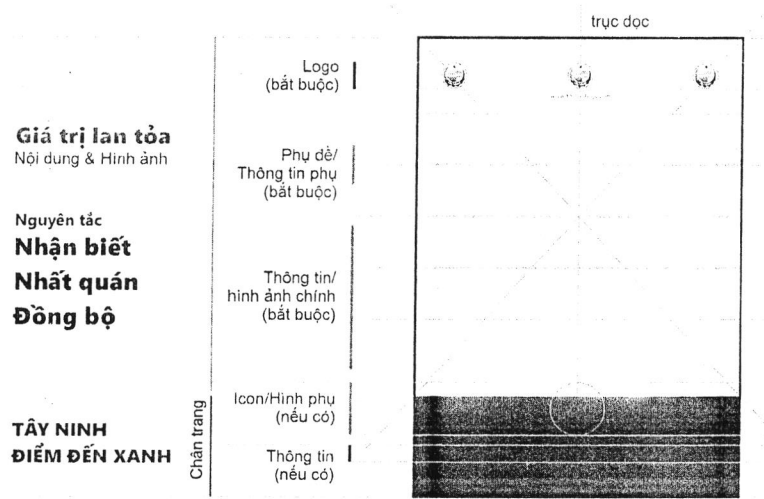 trục dọc
Logo
(bắt buộc)
Giá trị lan tỏa
Nội dung & Hình ảnh
Phụ đề/
Thông tin phụ
(bắt buộc)
Nguyên tắc
Nhận biết
Nhất quán
Đồng bộ
Thông tin/
hình ảnh chính
(bắt buộc)
Icon/Hình phụ
(nếu có)
TÂY NINH
ĐIỂM ĐẾN XANH
Chân trang
Thông tin
(nếu có)